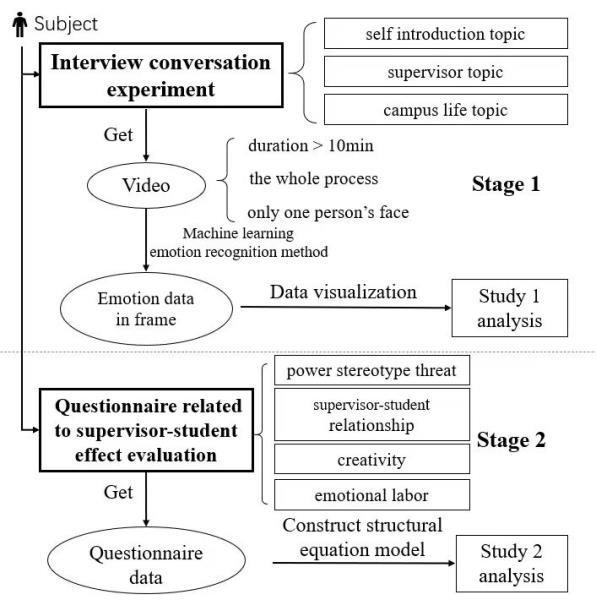 Subject
Interview conversation
experiment
self introduction topic
supervisor topic
campus life topic
Get
Video
duration > 10min
the whole process
only one person's face
Stage 1
Machine learning
emotion recognition method
Emotion data
in frame
Data visualization
Study 1
analysis
Questionnaire related
to supervisor-student
effect evaluation
power stereotype threat
supervisor-student
relationship
creativity
emotional labor
Stage 2
Get
Questionnaire
data
Construct structural
equation model
Study 2
analysis